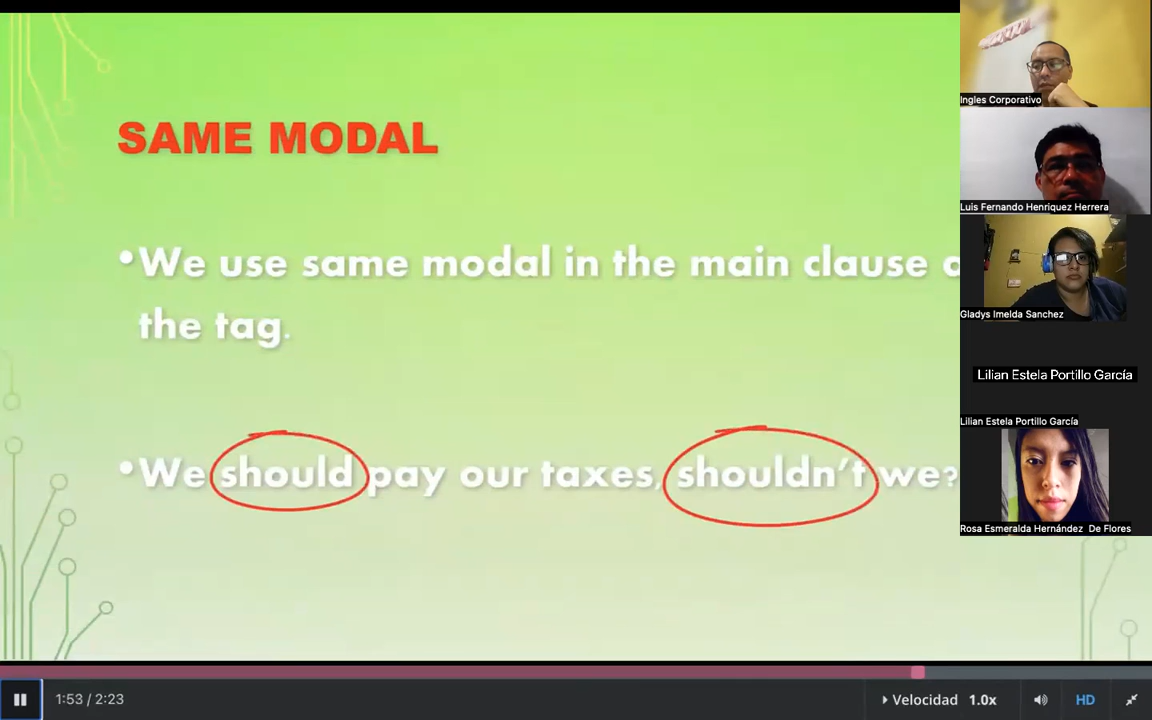 SAME MODAL
•We use same modal in the main clause
the tag.
•We should pay our taxes, shouldn't we?
Ingles Corporativo
Luis Fernando Henriquez Herrera
Gladys Imelda Sanchez
Lilian Estela Portillo García
Lilian Estela Portillo García
Rosa Esmeralda Hernández De Flores
1:53 / 2:23
Velocidad 1.0x
HD